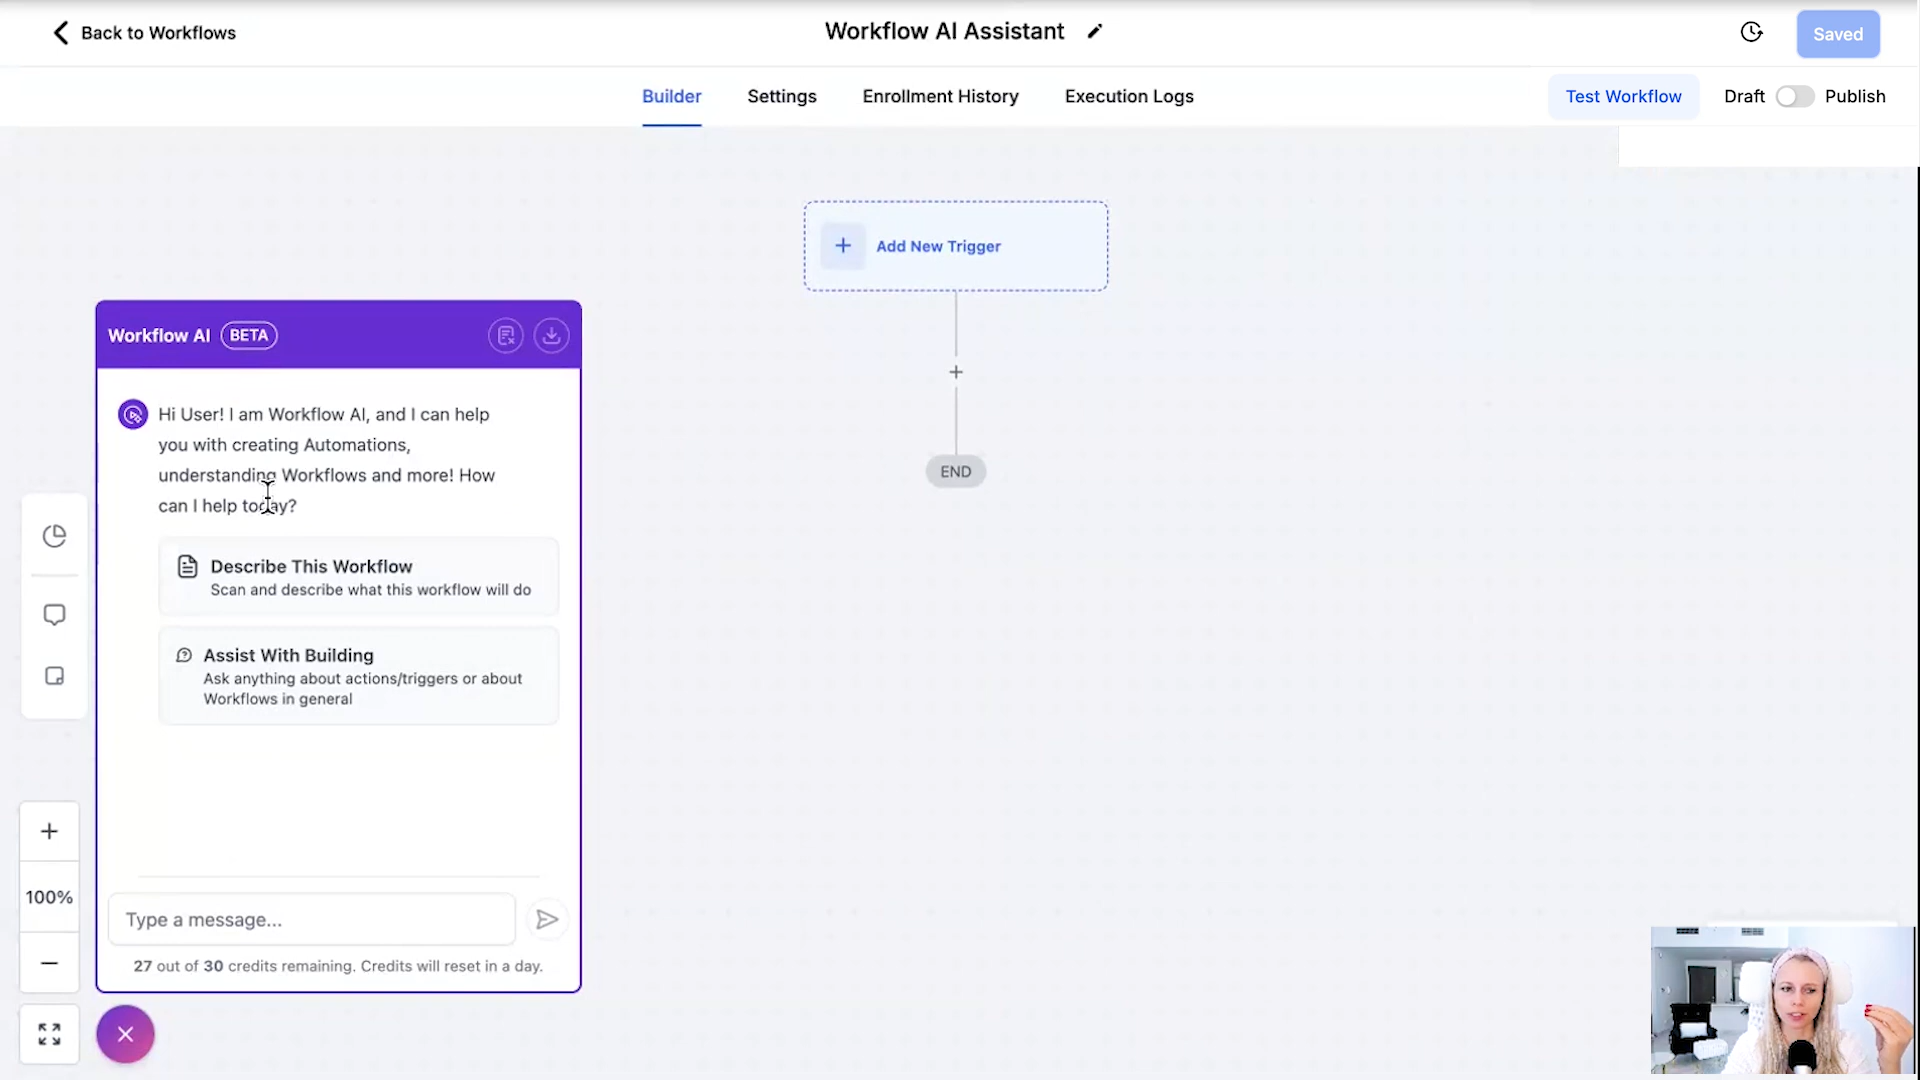 Back to Workflows
Workflow AI Assistant
Saved
Builder
Settings
Enrollment History
Execution Logs
Test Workflow
Draft
Publish
Add New Trigger
END
Workflow AI BETA
Hi User! I am Workflow AI, and I can help
you with creating Automations,
understanding Workflows and more! How
can I help today?
Describe This Workflow
Scan and describe what this workflow will do
Assist With Building
Ask anything about actions/triggers or about
Workflows in general
100%
Type a message...
27 out of 30 credits remaining. Credits will reset in a day.